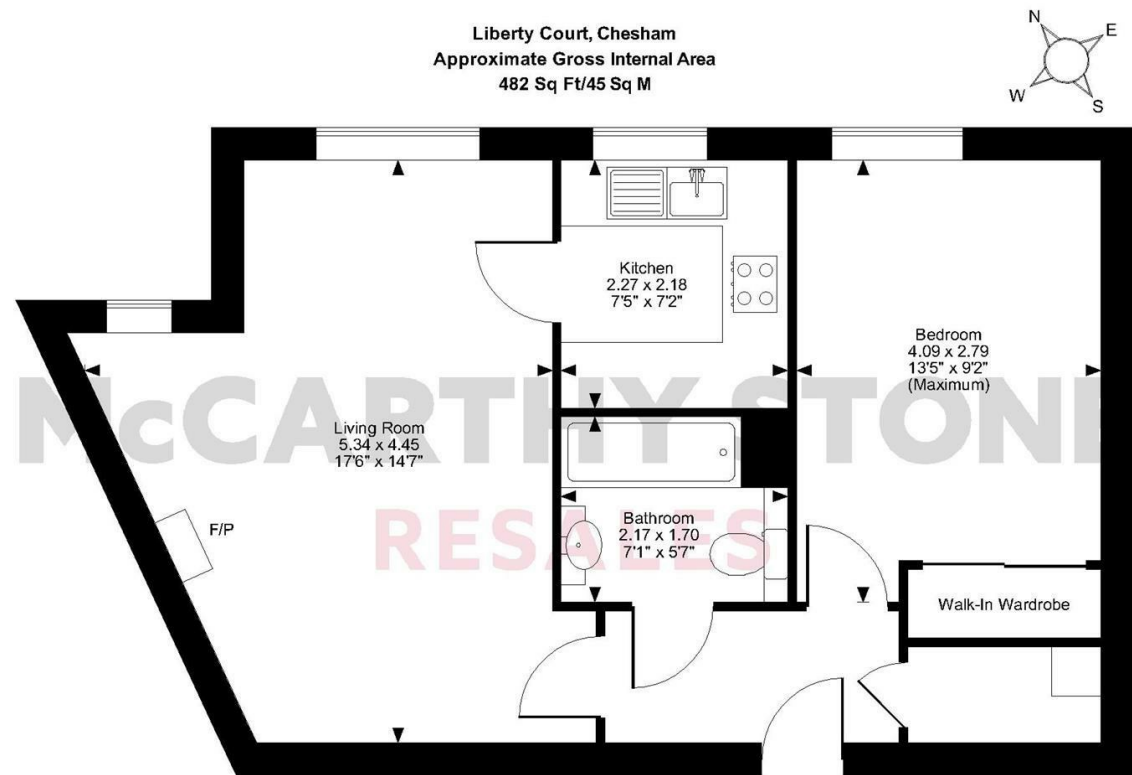 Liberty Court, Chesham
Approximate Gross Internal Area
482 Sq Ft/45 Sq M
N
E
W
S
Kitchen
2.27 x 2.18
7'5" x 7'2"
Bedroom
4.09 x 2.79
13'5" x 9'2"
(Maximum)
McCARTHY STONE
RESALES
Living Room
5.34 x 4.45
17'6" x 14'7"
F/P
Bathroom
2.17 x 1.70
7'1" x 5'7"
Walk-In Wardrobe